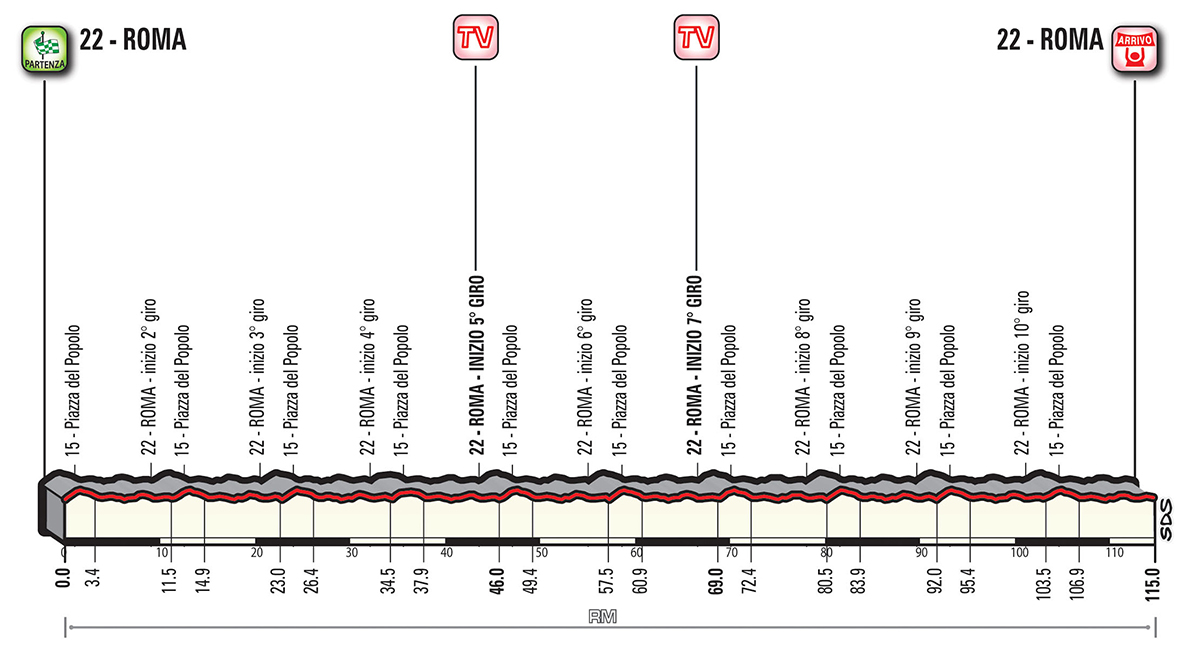 PARTENZA
22 - ROMA
TV
TV
22 - ROMA
ARRIVO
15 - Piazza del Popolo
22 - ROMA - inizio 2° giro
15 - Piazza del Popolo
22 - ROMA - inizio 3° giro
15 - Piazza del Popolo
22 - ROMA - inizio 4° giro
15 - Piazza del Popolo
22 - ROMA - INIZIO 5° GIRO
15 - Piazza del Popolo
22 - ROMA - inizio 6° giro
15 - Piazza del Popolo
22 - ROMA - INIZIO 7° GIRO
15 - Piazza del Popolo
22 - ROMA - inizio 8° giro
15 - Piazza del Popolo
22 - ROMA - inizio 9° giro
15 - Piazza del Popolo
22 - ROMA - inizio 10° giro
15 - Piazza del Popolo
SDS
0 10 20 30 40 50 60 70 80 90 100 110
0.0 3.4 11.5 14.9 23.0 26.4 34.5 37.9 46.0 49.4 57.5 60.9 69.0 72.4 80.5 83.9 92.0 95.4 103.5 106.9 115.0
RM